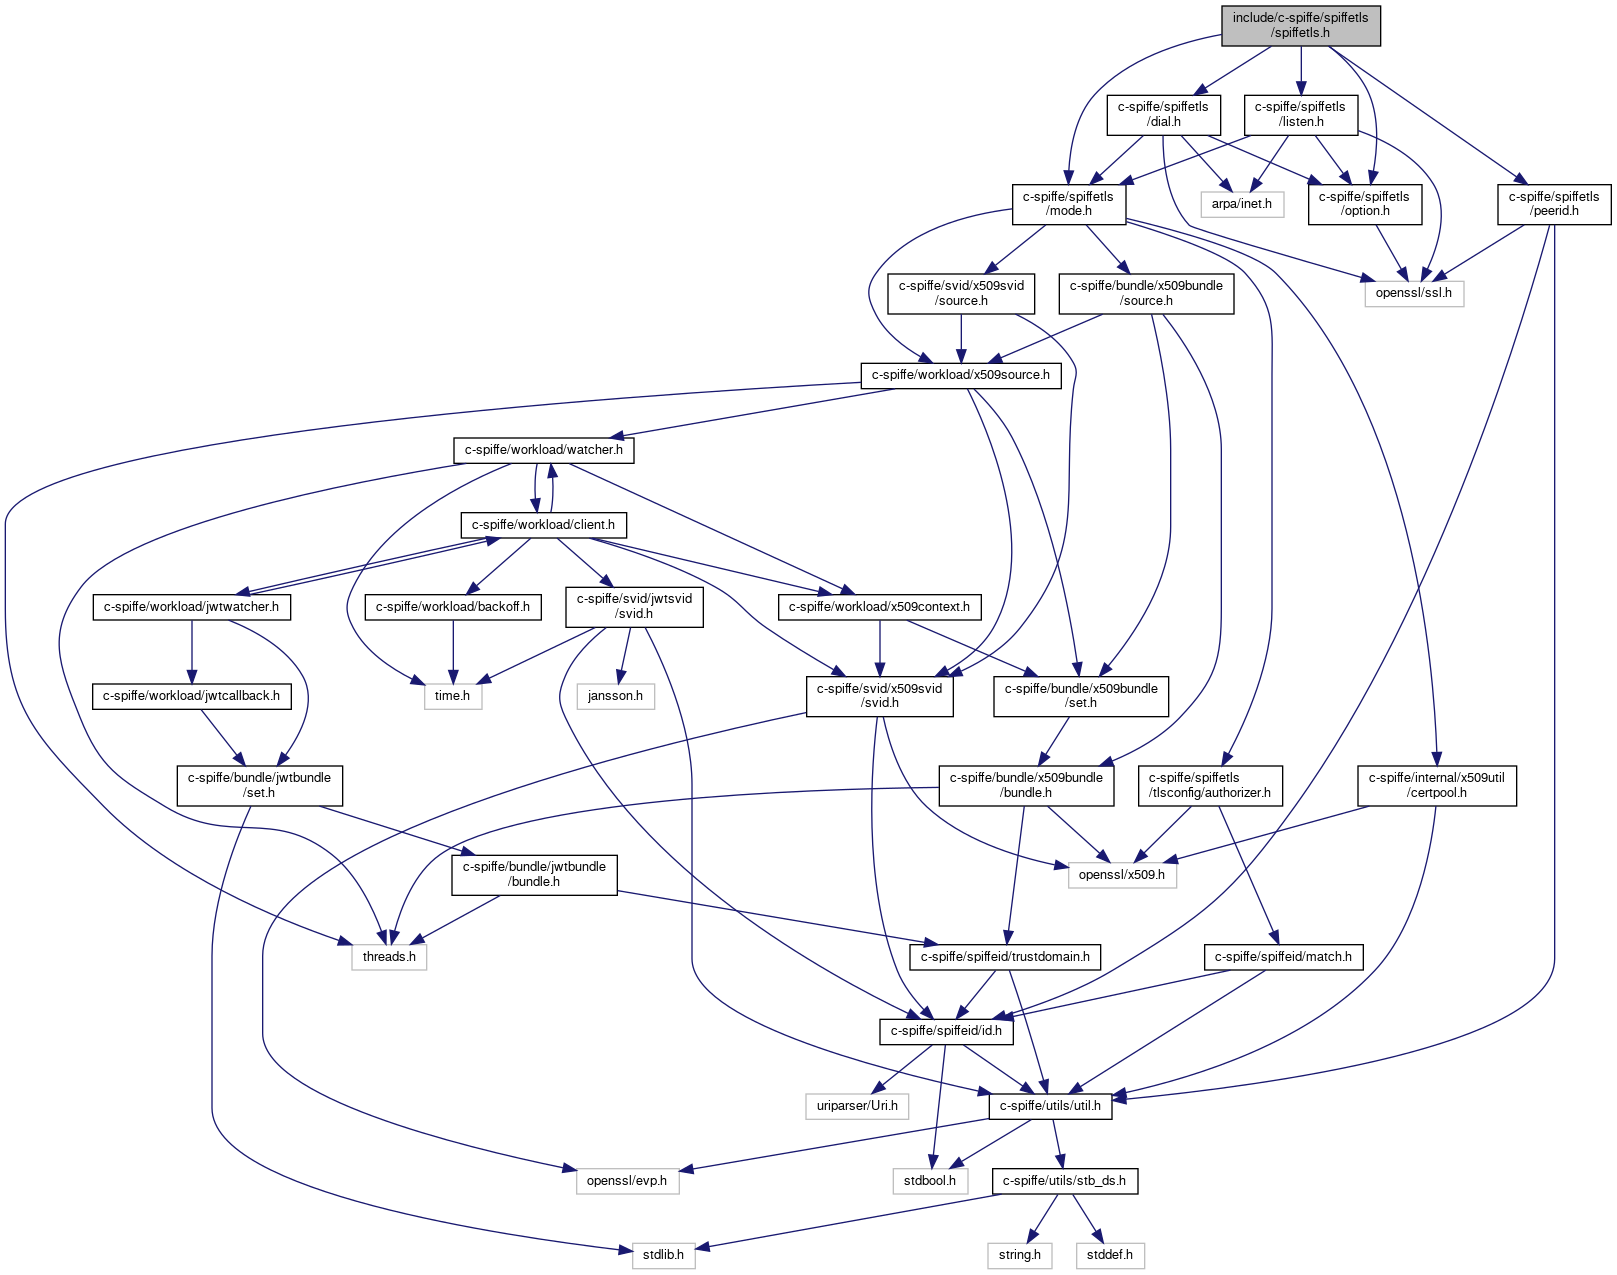 include/c-spiffe/spiffetls
/spiffetls.h
c-spiffe/spiffetls
/dial.h
c-spiffe/spiffetls
/listen.h
c-spiffe/spiffetls
/mode.h
arpa/inet.h
c-spiffe/spiffetls
/option.h
c-spiffe/spiffetls
/peerid.h
c-spiffe/svid/x509svid
/source.h
c-spiffe/bundle/x509bundle
/source.h
openssl/ssl.h
c-spiffe/workload/x509source.h
c-spiffe/workload/watcher.h
c-spiffe/workload/client.h
c-spiffe/workload/jwtwatcher.h
c-spiffe/workload/backoff.h
c-spiffe/svid/jwtsvid
/svid.h
c-spiffe/workload/x509context.h
c-spiffe/workload/jwtcallback.h
time.h
jansson.h
c-spiffe/svid/x509svid
/svid.h
c-spiffe/bundle/x509bundle
/set.h
c-spiffe/bundle/jwtbundle
/set.h
c-spiffe/bundle/x509bundle
/bundle.h
c-spiffe/spiffetls
/tlsconfig/authorizer.h
c-spiffe/internal/x509util
/certpool.h
c-spiffe/bundle/jwtbundle
/bundle.h
openssl/x509.h
threads.h
c-spiffe/spiffeid/trustdomain.h
c-spiffe/spiffeid/match.h
c-spiffe/spiffeid/id.h
uriparser/Uri.h
c-spiffe/utils/util.h
openssl/evp.h
stdbool.h
c-spiffe/utils/stb_ds.h
stdlib.h
string.h
stddef.h